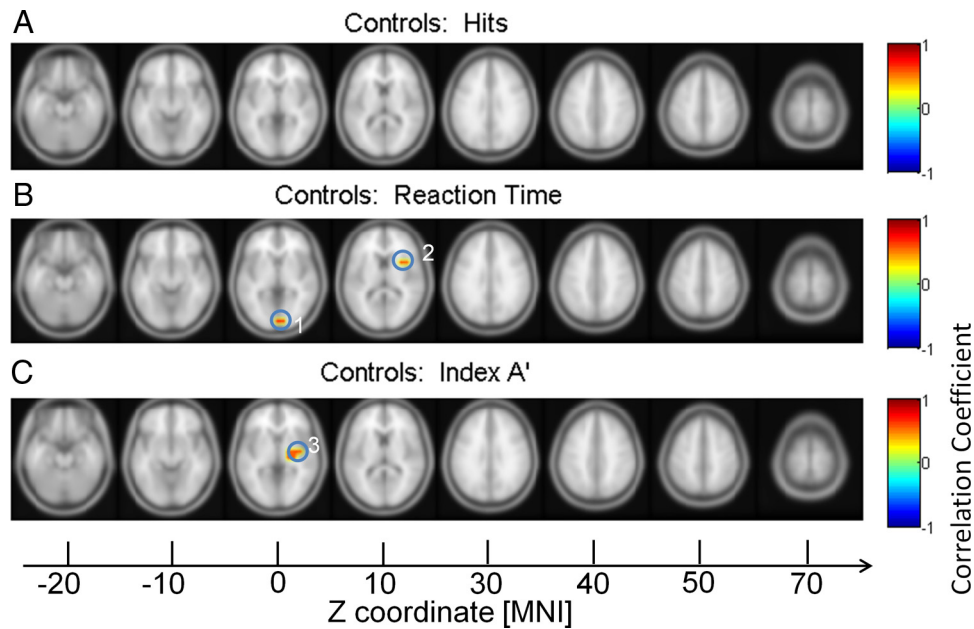 A
Controls: Hits
1
0
-1
B
Controls: Reaction Time
1
2
1
0
-1
C
Controls: Index A'
3
1
0
-1
Correlation Coefficient
-20 -10 0 10 30 40 50 70
Z coordinate [MNI]